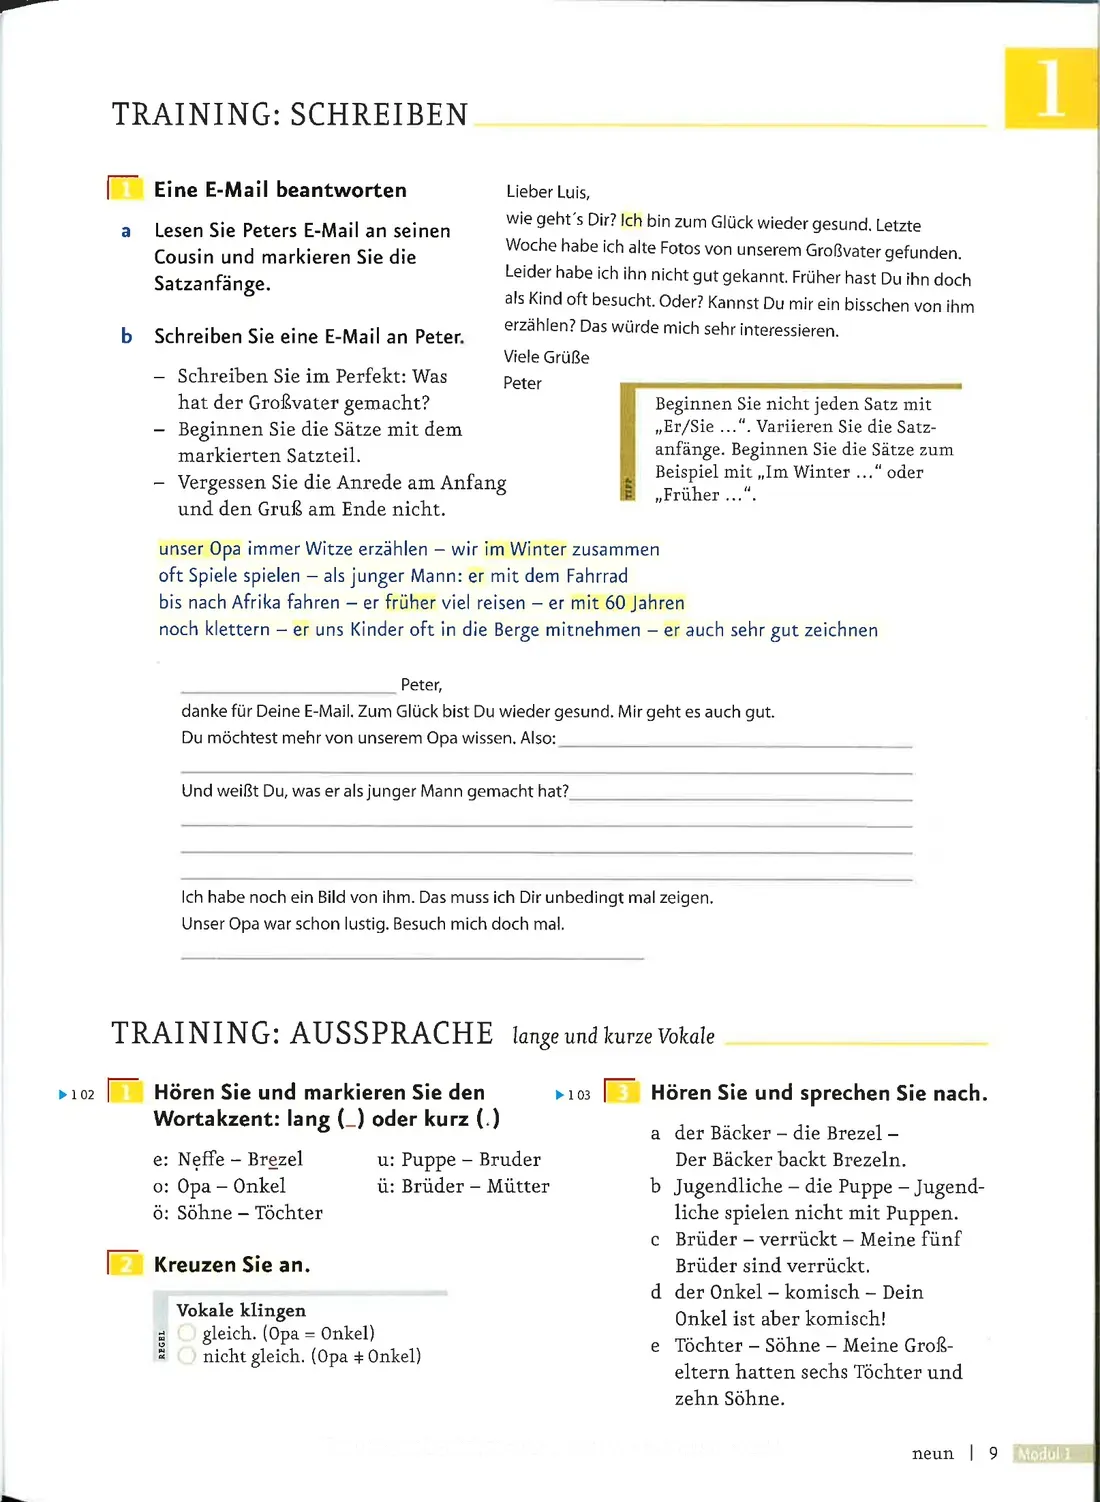 1
TRAINING: SCHREIBEN
1 Eine E-Mail beantworten
a Lesen Sie Peters E-Mail an seinen
Cousin und markieren Sie die
Satzanfänge.
b Schreiben Sie eine E-Mail an Peter.
– Schreiben Sie im Perfekt: Was
hat der Großvater gemacht?
– Beginnen Sie die Sätze mit dem
markierten Satzteil.
– Vergessen Sie die Anrede am Anfang
und den Gruß am Ende nicht.
Lieber Luis,
wie geht´s Dir? Ich bin zum Glück wieder gesund. Letzte
Woche habe ich alte Fotos von unserem Großvater gefunden.
Leider habe ich ihn nicht gut gekannt. Früher hast Du ihn doch
als Kind oft besucht. Oder? Kannst Du mir ein bisschen von ihm
erzählen? Das würde mich sehr interessieren.
Viele Grüße
Peter
TIPP
Beginnen Sie nicht jeden Satz mit
„Er/Sie ...“. Variieren Sie die Satz-
anfänge. Beginnen Sie die Sätze zum
Beispiel mit „Im Winter ...“ oder
„Früher ...“.
unser Opa immer Witze erzählen – wir im Winter zusammen
oft Spiele spielen – als junger Mann: er mit dem Fahrrad
bis nach Afrika fahren – er früher viel reisen – er mit 60 Jahren
noch klettern – er uns Kinder oft in die Berge mitnehmen – er auch sehr gut zeichnen
Peter,
danke für Deine E-Mail. Zum Glück bist Du wieder gesund. Mir geht es auch gut.
Du möchtest mehr von unserem Opa wissen. Also:
Und weißt Du, was er als junger Mann gemacht hat?
Ich habe noch ein Bild von ihm. Das muss ich Dir unbedingt mal zeigen.
Unser Opa war schon lustig. Besuch mich doch mal.
TRAINING: AUSSPRACHE lange und kurze Vokale
▶ 1 02 1 Hören Sie und markieren Sie den
Wortakzent: lang (_) oder kurz (.)
e: Nẹffe – Bre̲zel
o: Opa – Onkel
ö: Söhne – Töchter
u: Puppe – Bruder
ü: Brüder – Mütter
2 Kreuzen Sie an.
REGEL
Vokale klingen
○ gleich. (Opa = Onkel)
○ nicht gleich. (Opa ≠ Onkel)
▶ 1 03 3 Hören Sie und sprechen Sie nach.
a der Bäcker – die Brezel –
Der Bäcker backt Brezeln.
b Jugendliche – die Puppe – Jugend-
liche spielen nicht mit Puppen.
c Brüder – verrückt – Meine fünf
Brüder sind verrückt.
d der Onkel – komisch – Dein
Onkel ist aber komisch!
e Töchter – Söhne – Meine Groß-
eltern hatten sechs Töchter und
zehn Söhne.
neun | 9 Modul 1